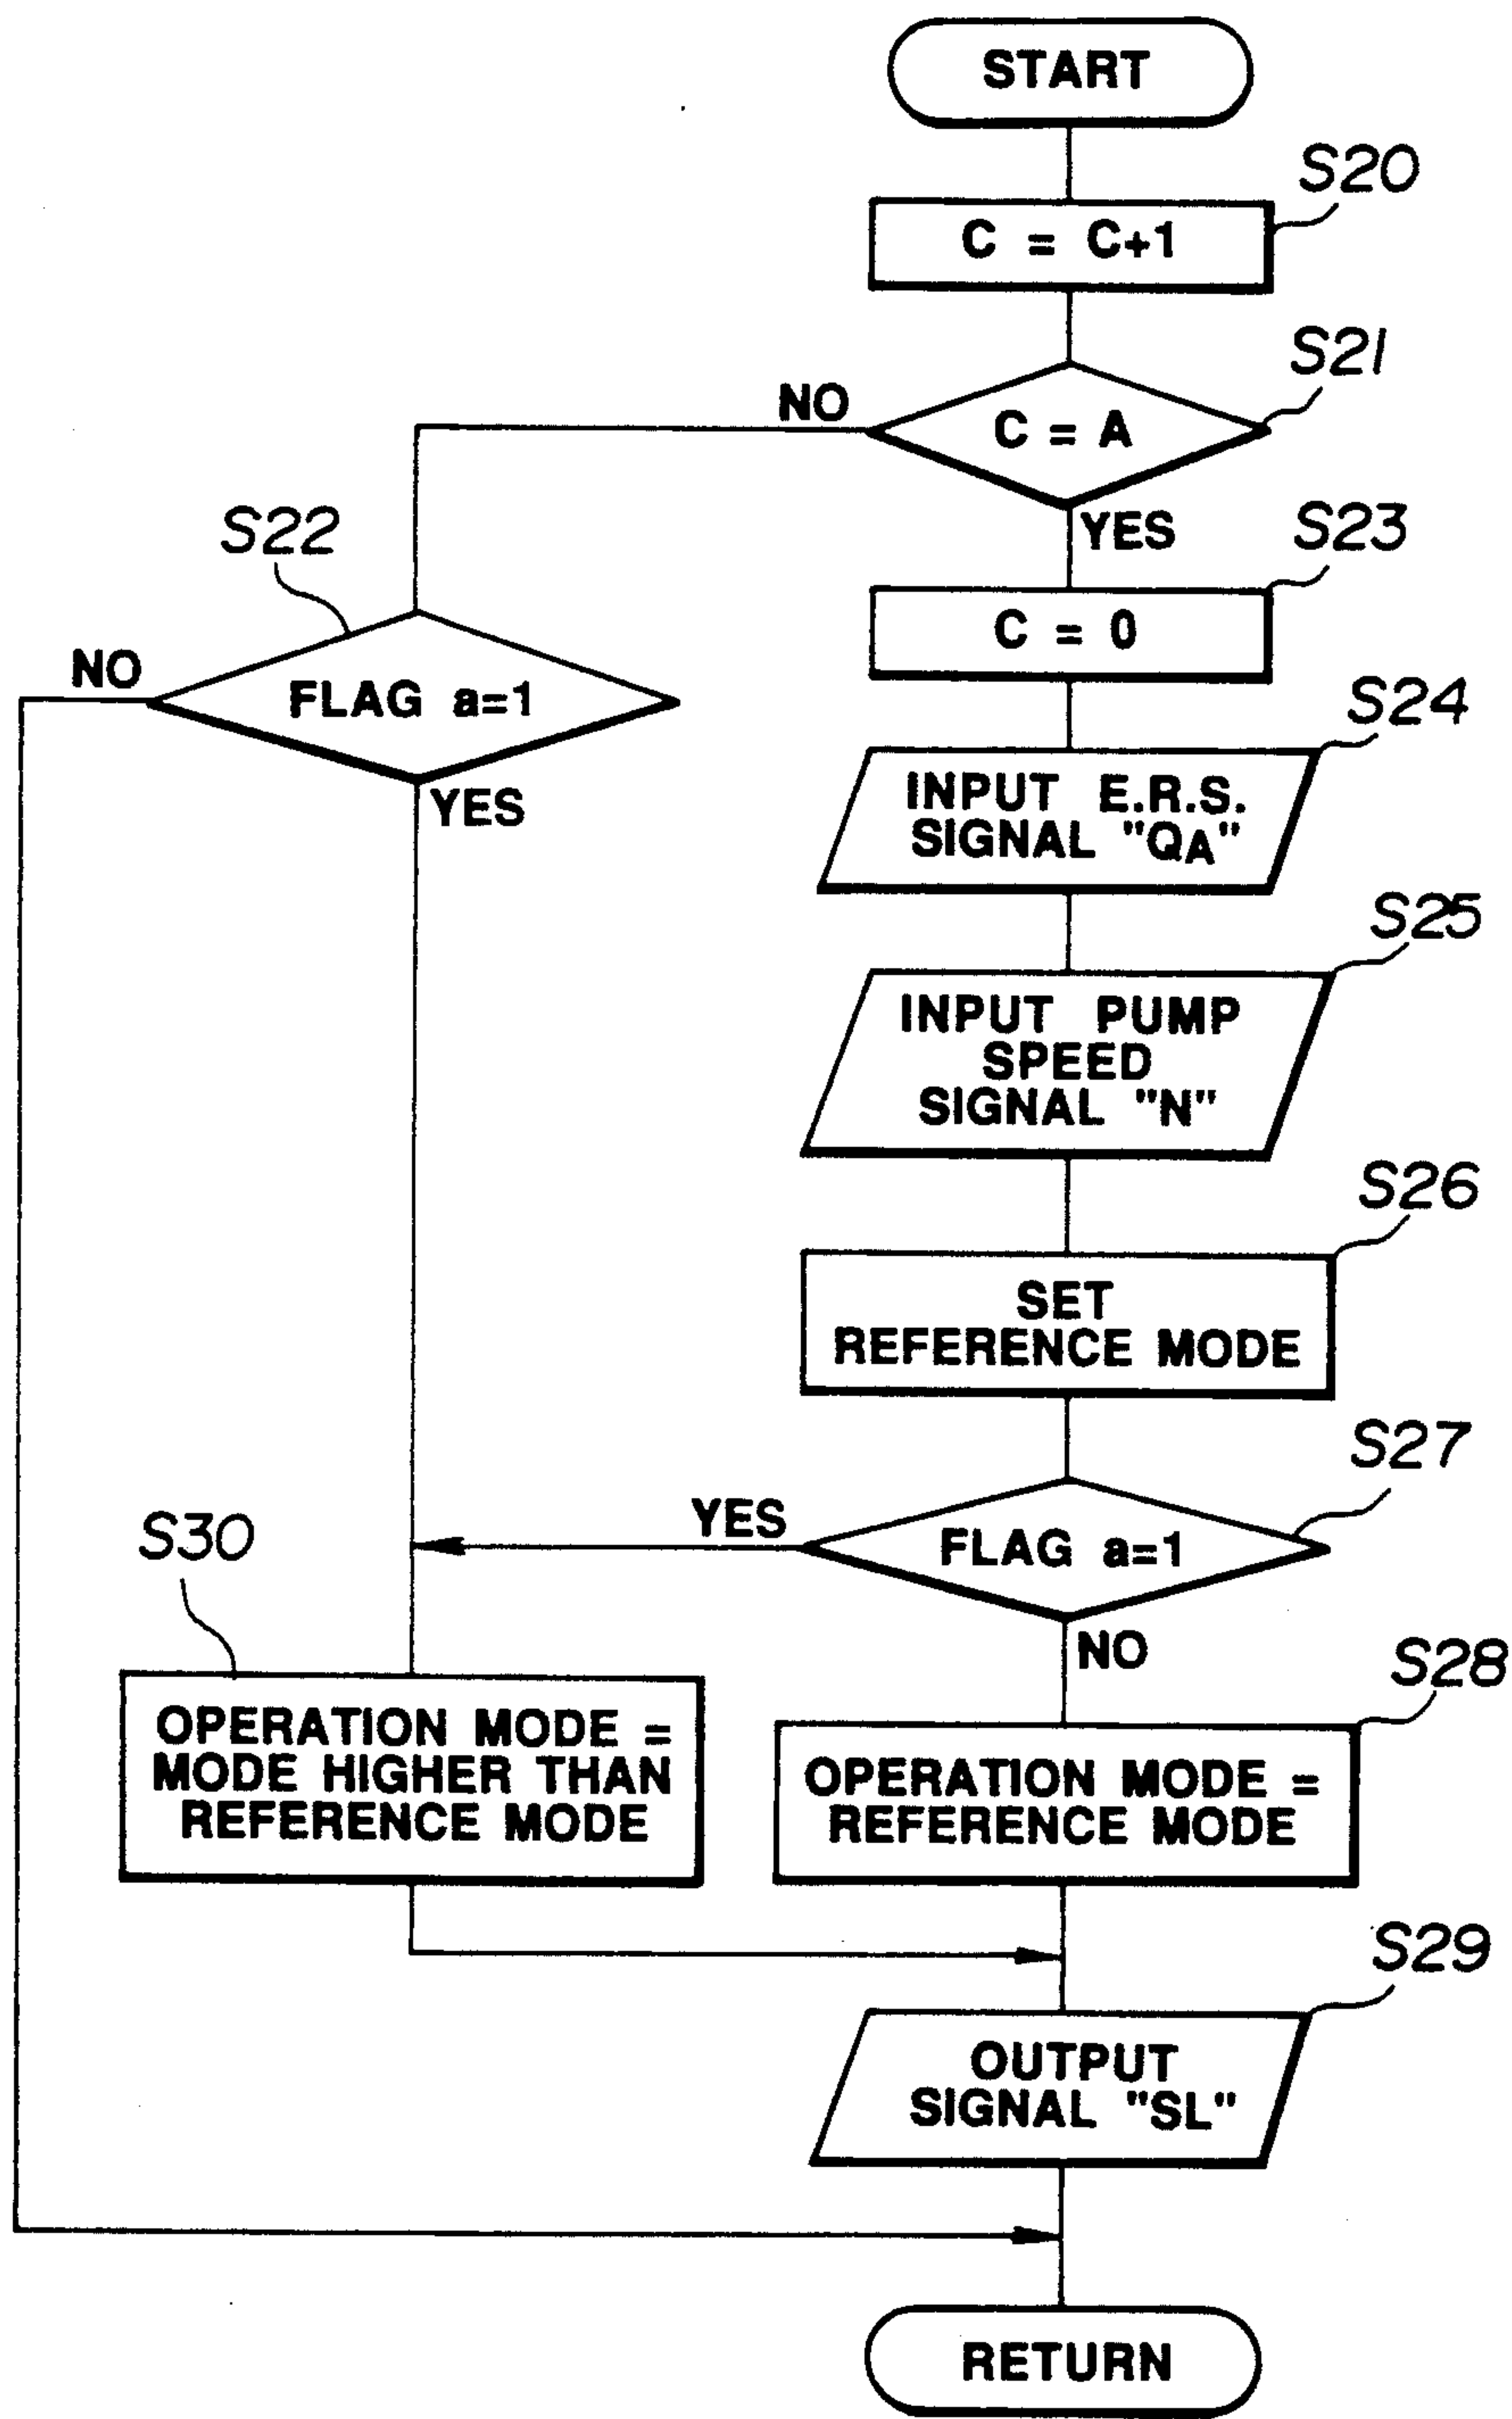 START
S20
C = C+1
S21
NO
C = A
S22
YES
S23
C = 0
NO
FLAG a=1
S24
YES
INPUT E.R.S.
SIGNAL "QA"
S25
INPUT PUMP
SPEED
SIGNAL "N"
S26
SET
REFERENCE MODE
S27
YES
S30
FLAG a=1
NO
S28
OPERATION MODE =
MODE HIGHER THAN
REFERENCE MODE
OPERATION MODE =
REFERENCE MODE
S29
OUTPUT
SIGNAL "SL"
RETURN